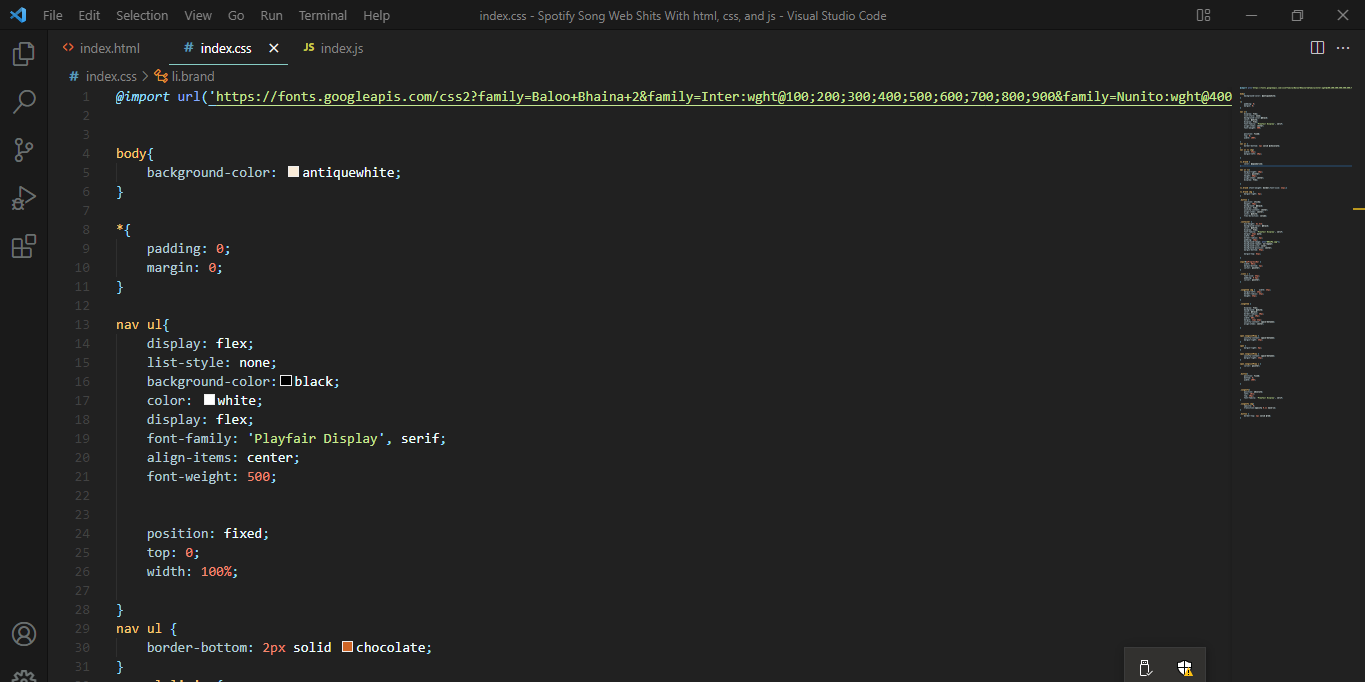 File Edit Selection View Go Run Terminal Help index.css - Spotify Song Web Shits With html, css, and js - Visual Studio Code
<> index.html # index.css × JS index.js ···
# index.css > li.brand
1 @import url('https://fonts.googleapis.com/css2?family=Baloo+Bhaina+2&family=Inter:wght@100;200;300;400;500;600;700;800;900&family=Nunito:wght@400
2
3
4 body{
5 background-color: antiquewhite;
6 }
7
8 *{
9 padding: 0;
10 margin: 0;
11 }
12
13 nav ul{
14 display: flex;
15 list-style: none;
16 background-color: black;
17 color: white;
18 display: flex;
19 font-family: 'Playfair Display', serif;
20 align-items: center;
21 font-weight: 500;
22
23
24 position: fixed;
25 top: 0;
26 width: 100%;
27
28 }
29 nav ul {
30 border-bottom: 2px solid chocolate;
31 }